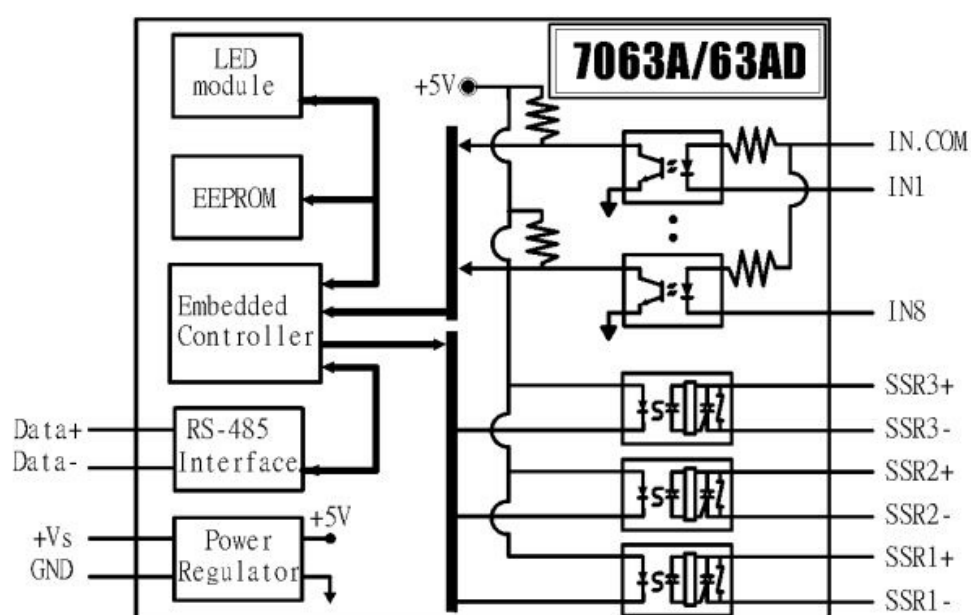 7063A/63AD
LED
module
+5V
EEPROM
Embedded
Controller
RS-485
Interface
Power
Regulator
+5V
Data+
Data-
+Vs
GND
IN.COM
IN1
IN8
SSR3+
SSR3-
SSR2+
SSR2-
SSR1+
SSR1-